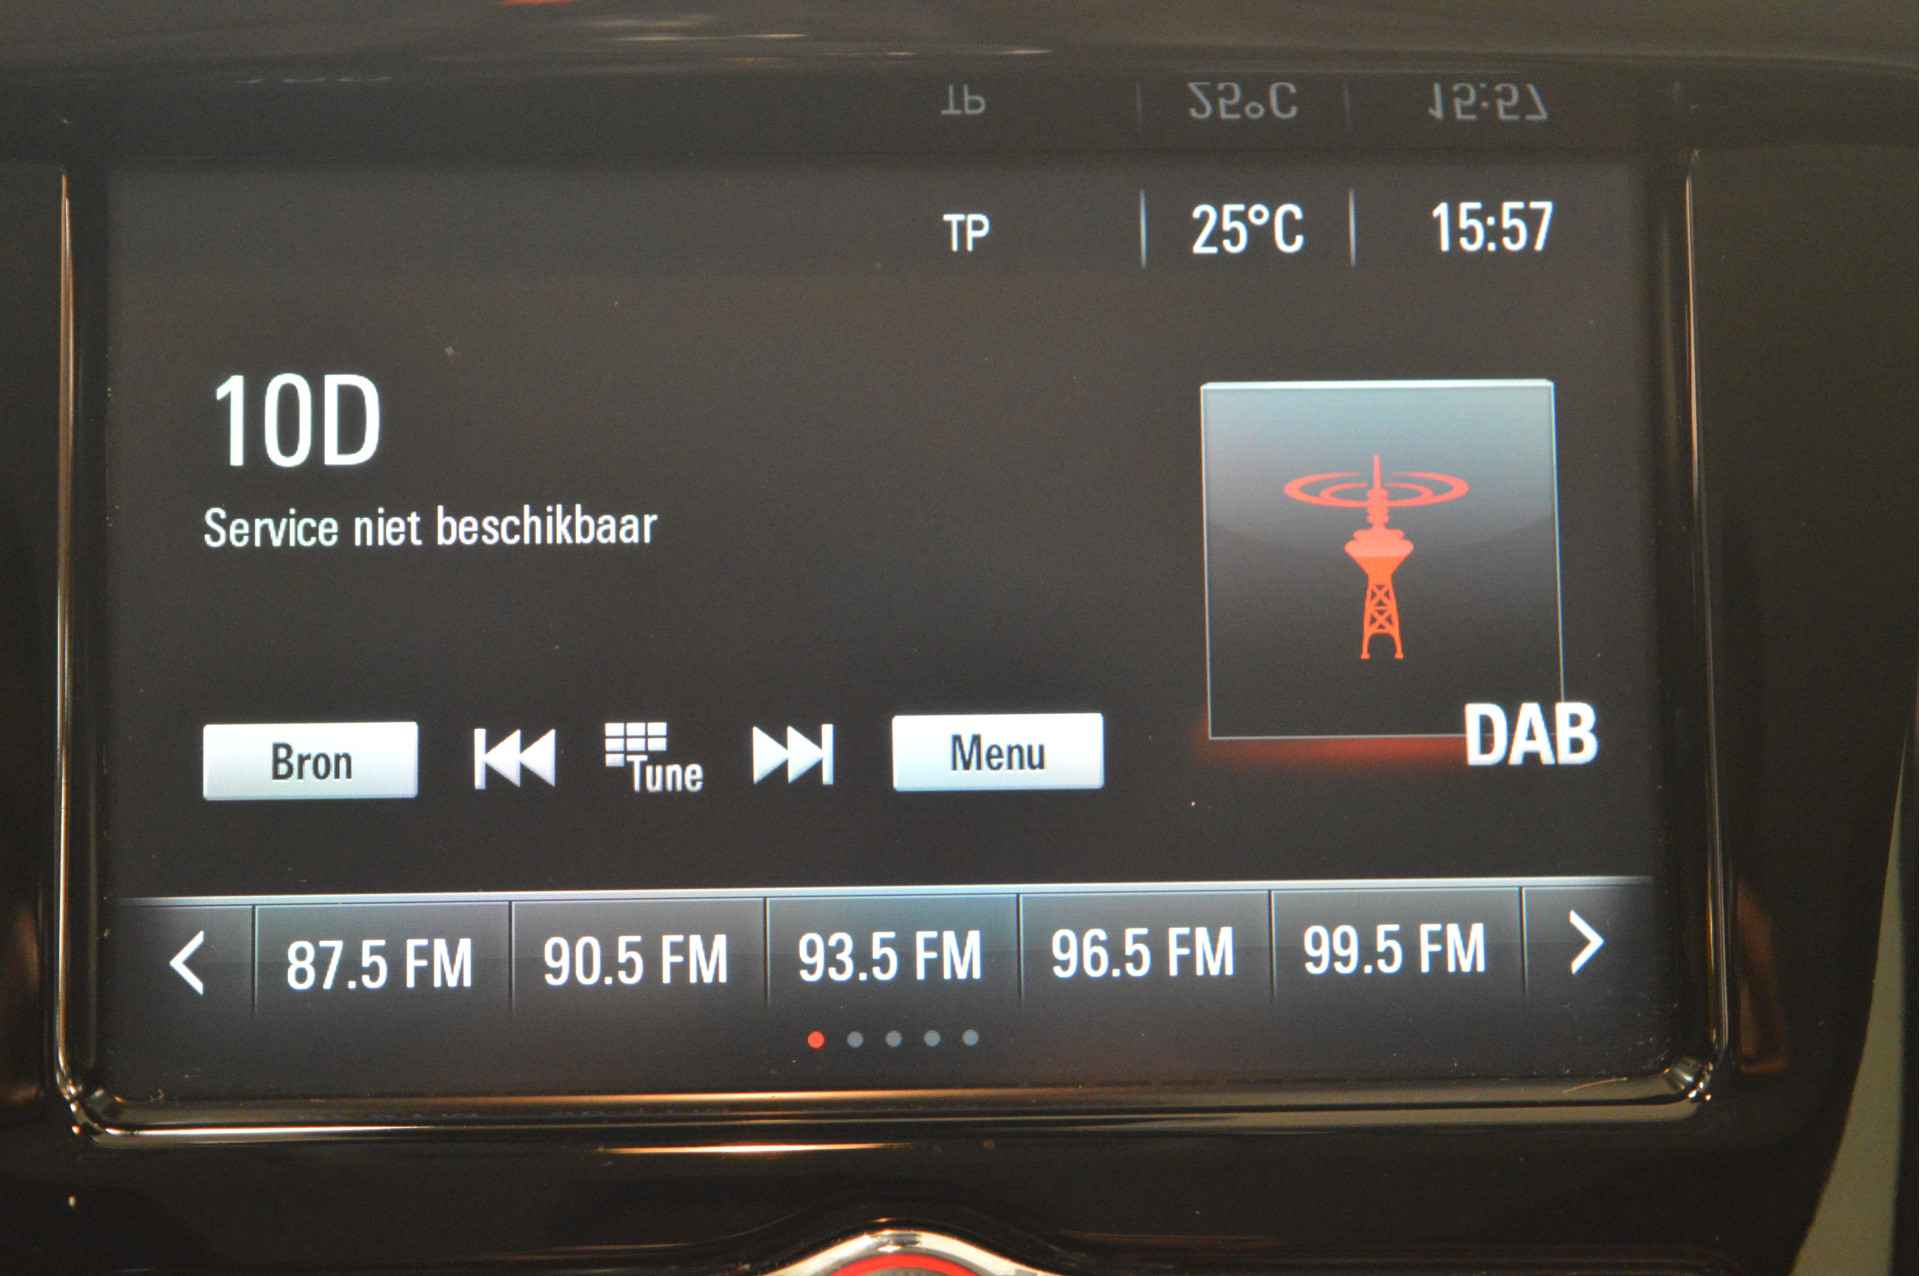 TP 25°C 15:57
10D
Service niet beschikbaar
Bron Tune Menu
DAB
87.5 FM 90.5 FM 93.5 FM 96.5 FM 99.5 FM